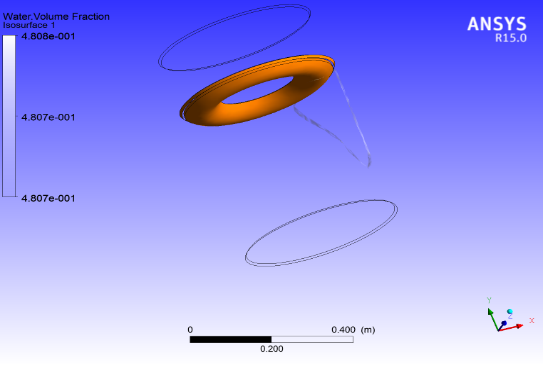 Water.Volume Fraction
Isosurface 1
4.808e-001
4.807e-001
4.807e-001
ANSYS
R15.0
0
0.400 (m)
0.200
Y
Z
X